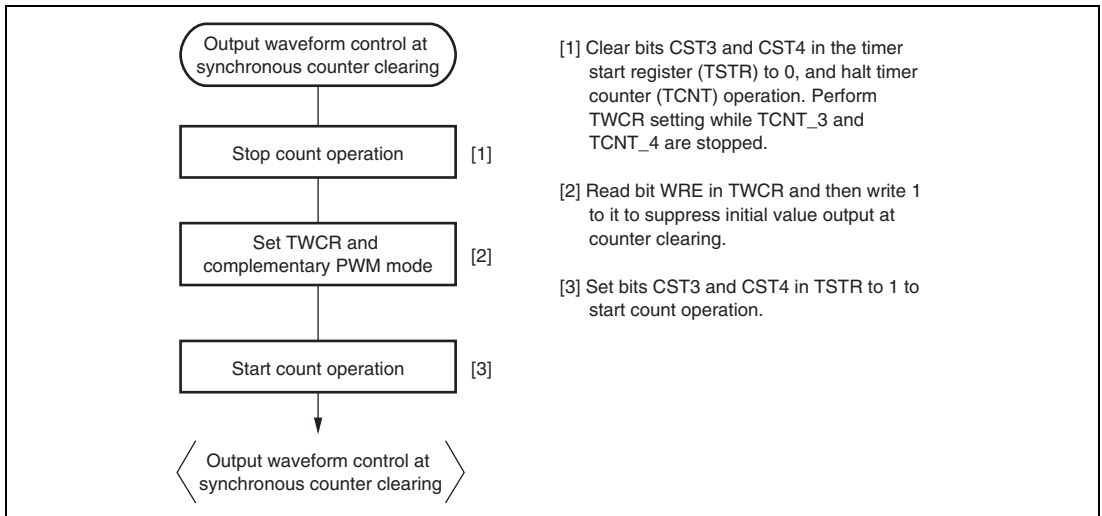 Output waveform control at
synchronous counter clearing
Stop count operation
[1]
Set TWCR and
complementary PWM mode
[2]
Start count operation
[3]
Output waveform control at
synchronous counter clearing
[1] Clear bits CST3 and CST4 in the timer
start register (TSTR) to 0, and halt timer
counter (TCNT) operation. Perform
TWCR setting while TCNT_3 and
TCNT_4 are stopped.
[2] Read bit WRE in TWCR and then write 1
to it to suppress initial value output at
counter clearing.
[3] Set bits CST3 and CST4 in TSTR to 1 to
start count operation.